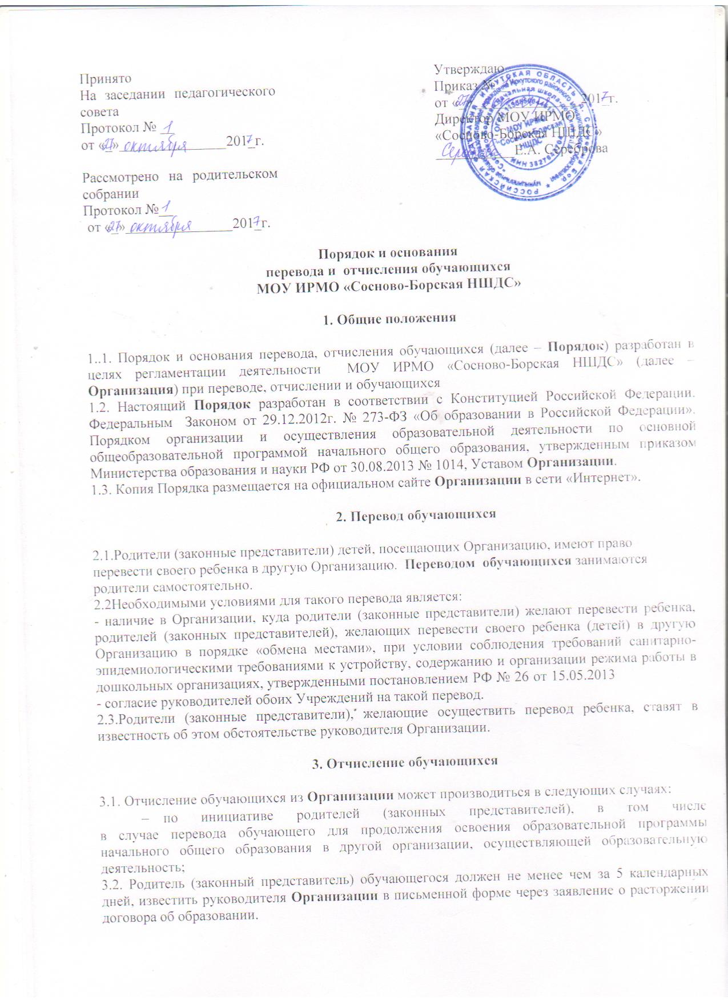 Принято
На заседании педагогического
совета
Протокол № 1
от «27» октября 2017г.
Рассмотрено на родительском
собрании
Протокол № 1
от «27» октября 2017г.
Утверждаю
Приказ №
от «27» 2017г.
Директор МОУ ИРМО
«Сосново-Борская НШДС»
Е.А. Сереброва
МОУ ИРМО
"Сосново-Борская
НШДС"
Порядок и основания
перевода и отчисления обучающихся
МОУ ИРМО «Сосново-Борская НШДС»
1. Общие положения
1..1. Порядок и основания перевода, отчисления обучающихся (далее – Порядок) разработан в
целях регламентации деятельности МОУ ИРМО «Сосново-Борская НШДС» (далее –
Организация) при переводе, отчислении и обучающихся
1.2. Настоящий Порядок разработан в соответствии с Конституцией Российской Федерации.
Федеральным Законом от 29.12.2012г. № 273-ФЗ «Об образовании в Российской Федерации».
Порядком организации и осуществления образовательной деятельности по основной
общеобразовательной программой начального общего образования, утвержденным приказом
Министерства образования и науки РФ от 30.08.2013 № 1014, Уставом Организации.
1.3. Копия Порядка размещается на официальном сайте Организации в сети «Интернет».
2. Перевод обучающихся
2.1.Родители (законные представители) детей, посещающих Организацию, имеют право
перевести своего ребенка в другую Организацию. Переводом обучающихся занимаются
родители самостоятельно.
2.2Необходимыми условиями для такого перевода является:
- наличие в Организации, куда родители (законные представители) желают перевести ребенка,
родителей (законных представителей), желающих перевести своего ребенка (детей) в другую
Организацию в порядке «обмена местами», при условии соблюдения требований санитарно-
эпидемиологическими требованиями к устройству, содержанию и организации режима работы в
дошкольных организациях, утвержденными постановлением РФ № 26 от 15.05.2013
- согласие руководителей обоих Учреждений на такой перевод.
2.3.Родители (законные представители), желающие осуществить перевод ребенка, ставят в
известность об этом обстоятельстве руководителя Организации.
3. Отчисление обучающихся
3.1. Отчисление обучающихся из Организации может производиться в следующих случаях:
– по инициативе родителей (законных представителей), в том числе
в случае перевода обучающего для продолжения освоения образовательной программы
начального общего образования в другой организации, осуществляющей образовательную
деятельность;
3.2. Родитель (законный представитель) обучающегося должен не менее чем за 5 календарных
дней, известить руководителя Организации в письменной форме через заявление о расторжении
договора об образовании.